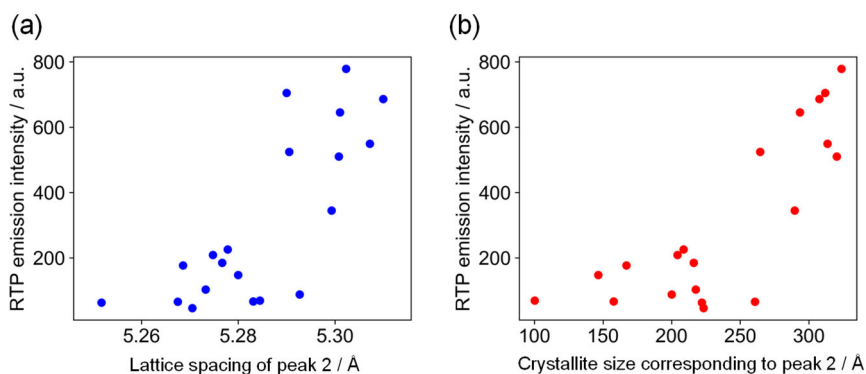 (a)
RTP emission intensity / a.u.
800
600
400
200
5.26 5.28 5.30
Lattice spacing of peak 2 / Å
(b)
RTP emission intensity / a.u.
800
600
400
200
100 150 200 250 300
Crystallite size corresponding to peak 2 / Å